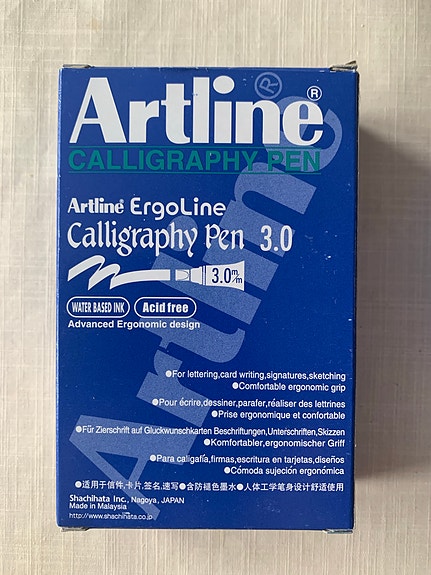 Artline®
CALLIGRAPHY PEN
Artline® ErgoLine
Calligraphy Pen 3.0
3.0m/m
WATER BASED INK Acid free
Advanced Ergonomic design
●For lettering,card writing,signatures,sketching
●Comfortable ergonomic grip
●Pour écrire,dessiner,parafer,réaliser des lettrines
●Prise ergonomique et confortable
●Für Zierschrift auf Gluckwunschkarten Beschriftungen,Unterschriften,Skizzen
●Komfortabler,ergonomischer Griff
●Para caligafía,firmas,escritura en tarjetas,diseños
●Cómoda sujeción ergonómica
●适用于信件,卡片,签名,速写●含防褪色墨水●人体工学笔身设计舒适使用
Shachihata Inc., Nagoya, JAPAN
Made in Malaysia
http://www.shachihata.co.jp
Artline®